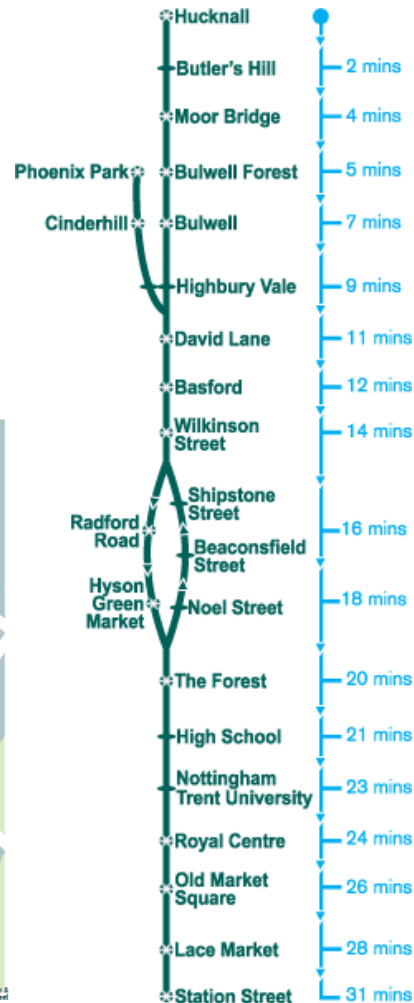 Hucknall
Butler's Hill
2 mins
Moor Bridge
4 mins
Phoenix Park
Bulwell Forest
5 mins
Cinderhill
Bulwell
7 mins
Highbury Vale
9 mins
David Lane
11 mins
Basford
12 mins
Wilkinson
Street
14 mins
Shipstone
Street
Radford
Road
16 mins
Beaconsfield
Street
Hyson
Green
Market
Noel Street
18 mins
The Forest
20 mins
High School
21 mins
Nottingham
Trent University
23 mins
Royal Centre
24 mins
Old Market
Square
26 mins
Lace Market
28 mins
Station Street
31 mins